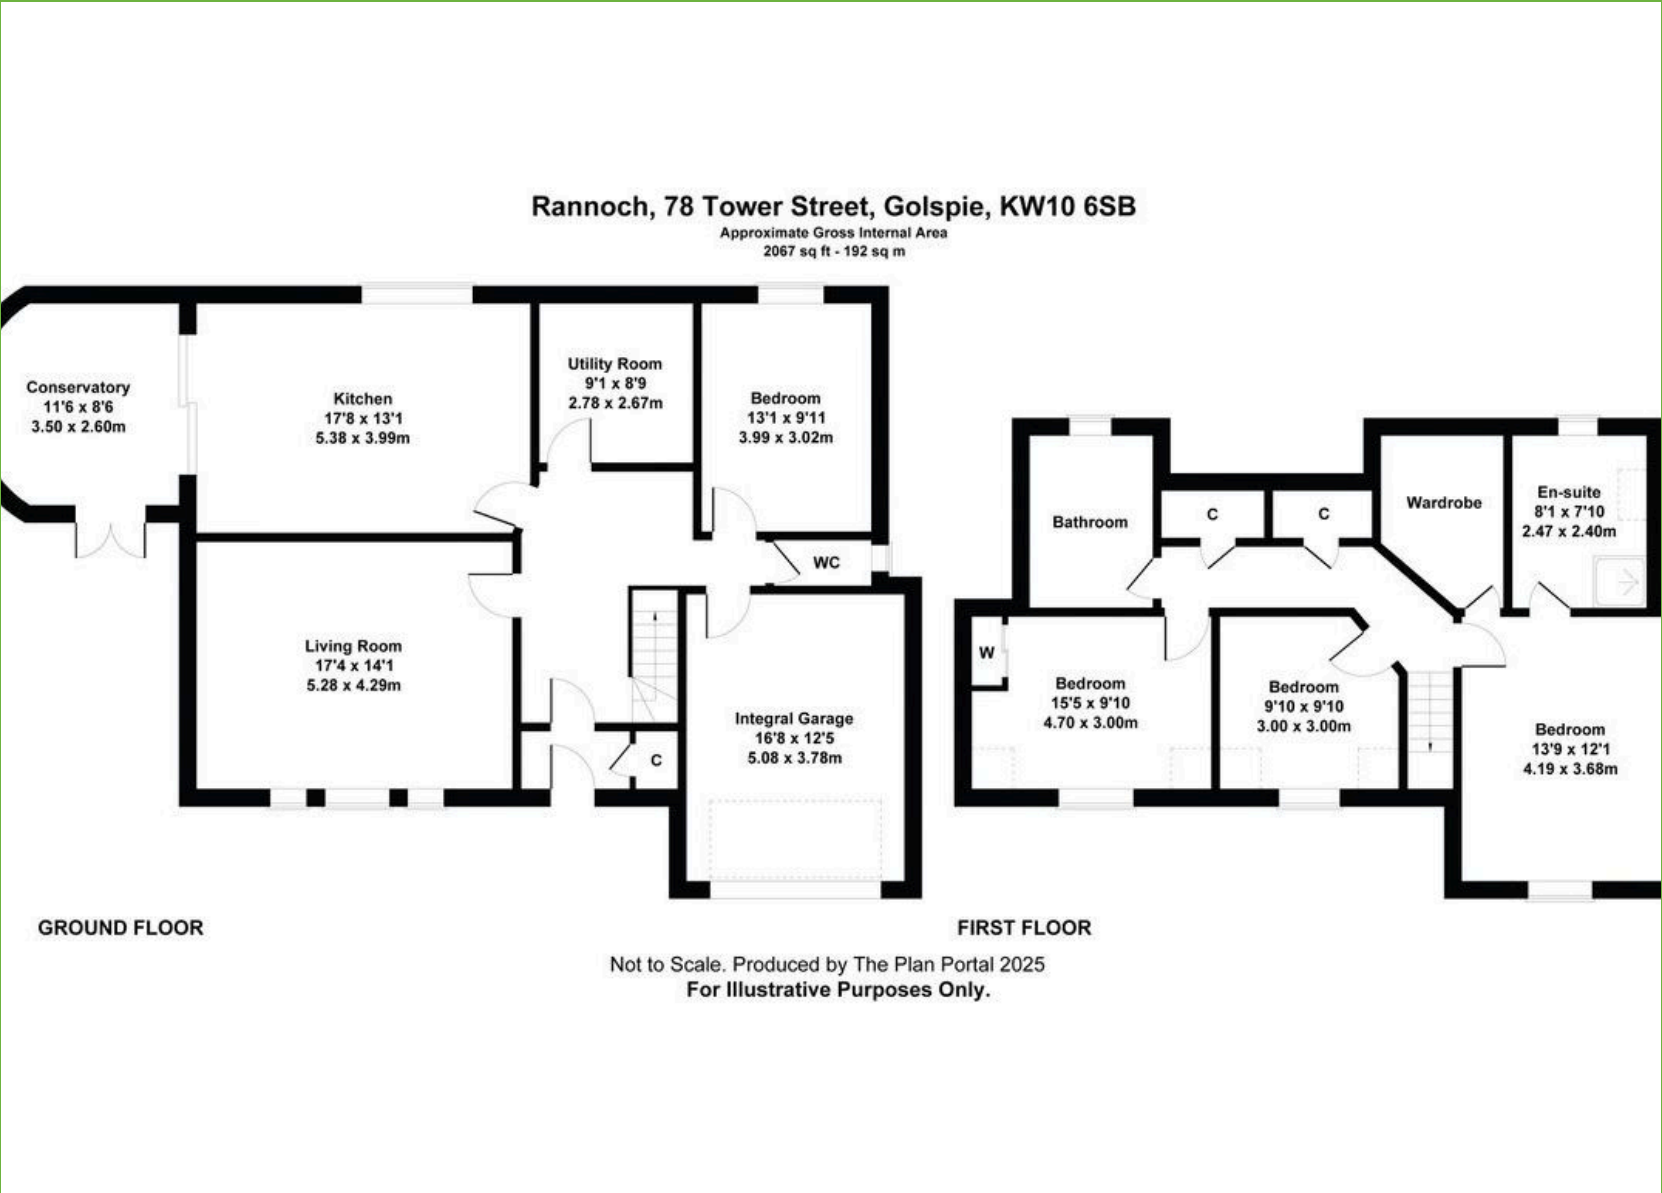 Rannoch, 78 Tower Street, Golspie, KW10 6SB
Approximate Gross Internal Area
2067 sq ft - 192 sq m
Conservatory
11'6 x 8'6
3.50 x 2.60m
Kitchen
17'8 x 13'1
5.38 x 3.99m
Utility Room
9'1 x 8'9
2.78 x 2.67m
Bedroom
13'1 x 9'11
3.99 x 3.02m
WC
Living Room
17'4 x 14'1
5.28 x 4.29m
Integral Garage
16'8 x 12'5
5.08 x 3.78m
C
GROUND FLOOR
Bathroom
C
C
Wardrobe
En-suite
8'1 x 7'10
2.47 x 2.40m
W
Bedroom
15'5 x 9'10
4.70 x 3.00m
Bedroom
9'10 x 9'10
3.00 x 3.00m
Bedroom
13'9 x 12'1
4.19 x 3.68m
FIRST FLOOR
Not to Scale. Produced by The Plan Portal 2025
For Illustrative Purposes Only.